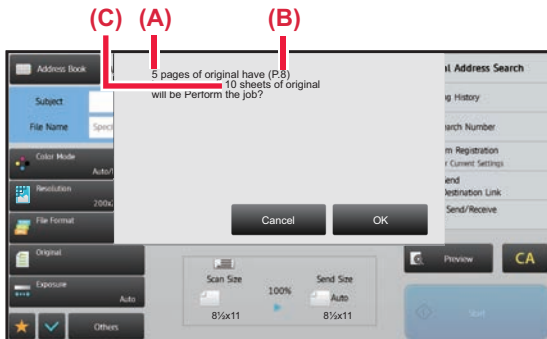 (C) (A) (B)
Address Book
5 pages of original have (P.8)
10 sheets of original
will be Perform the job?
Subject
File Name
Color Mode
Auto/
Resolution
File Format
Original
Exposure
Auto
Others
Cancel
OK
Scan Size
100%
Send Size
Auto
8½x11
8½x11
al Address Search
g History
arch Number
m Registration
r Current Settings
end
Destination Link
Send/Receive
Preview
CA
Start